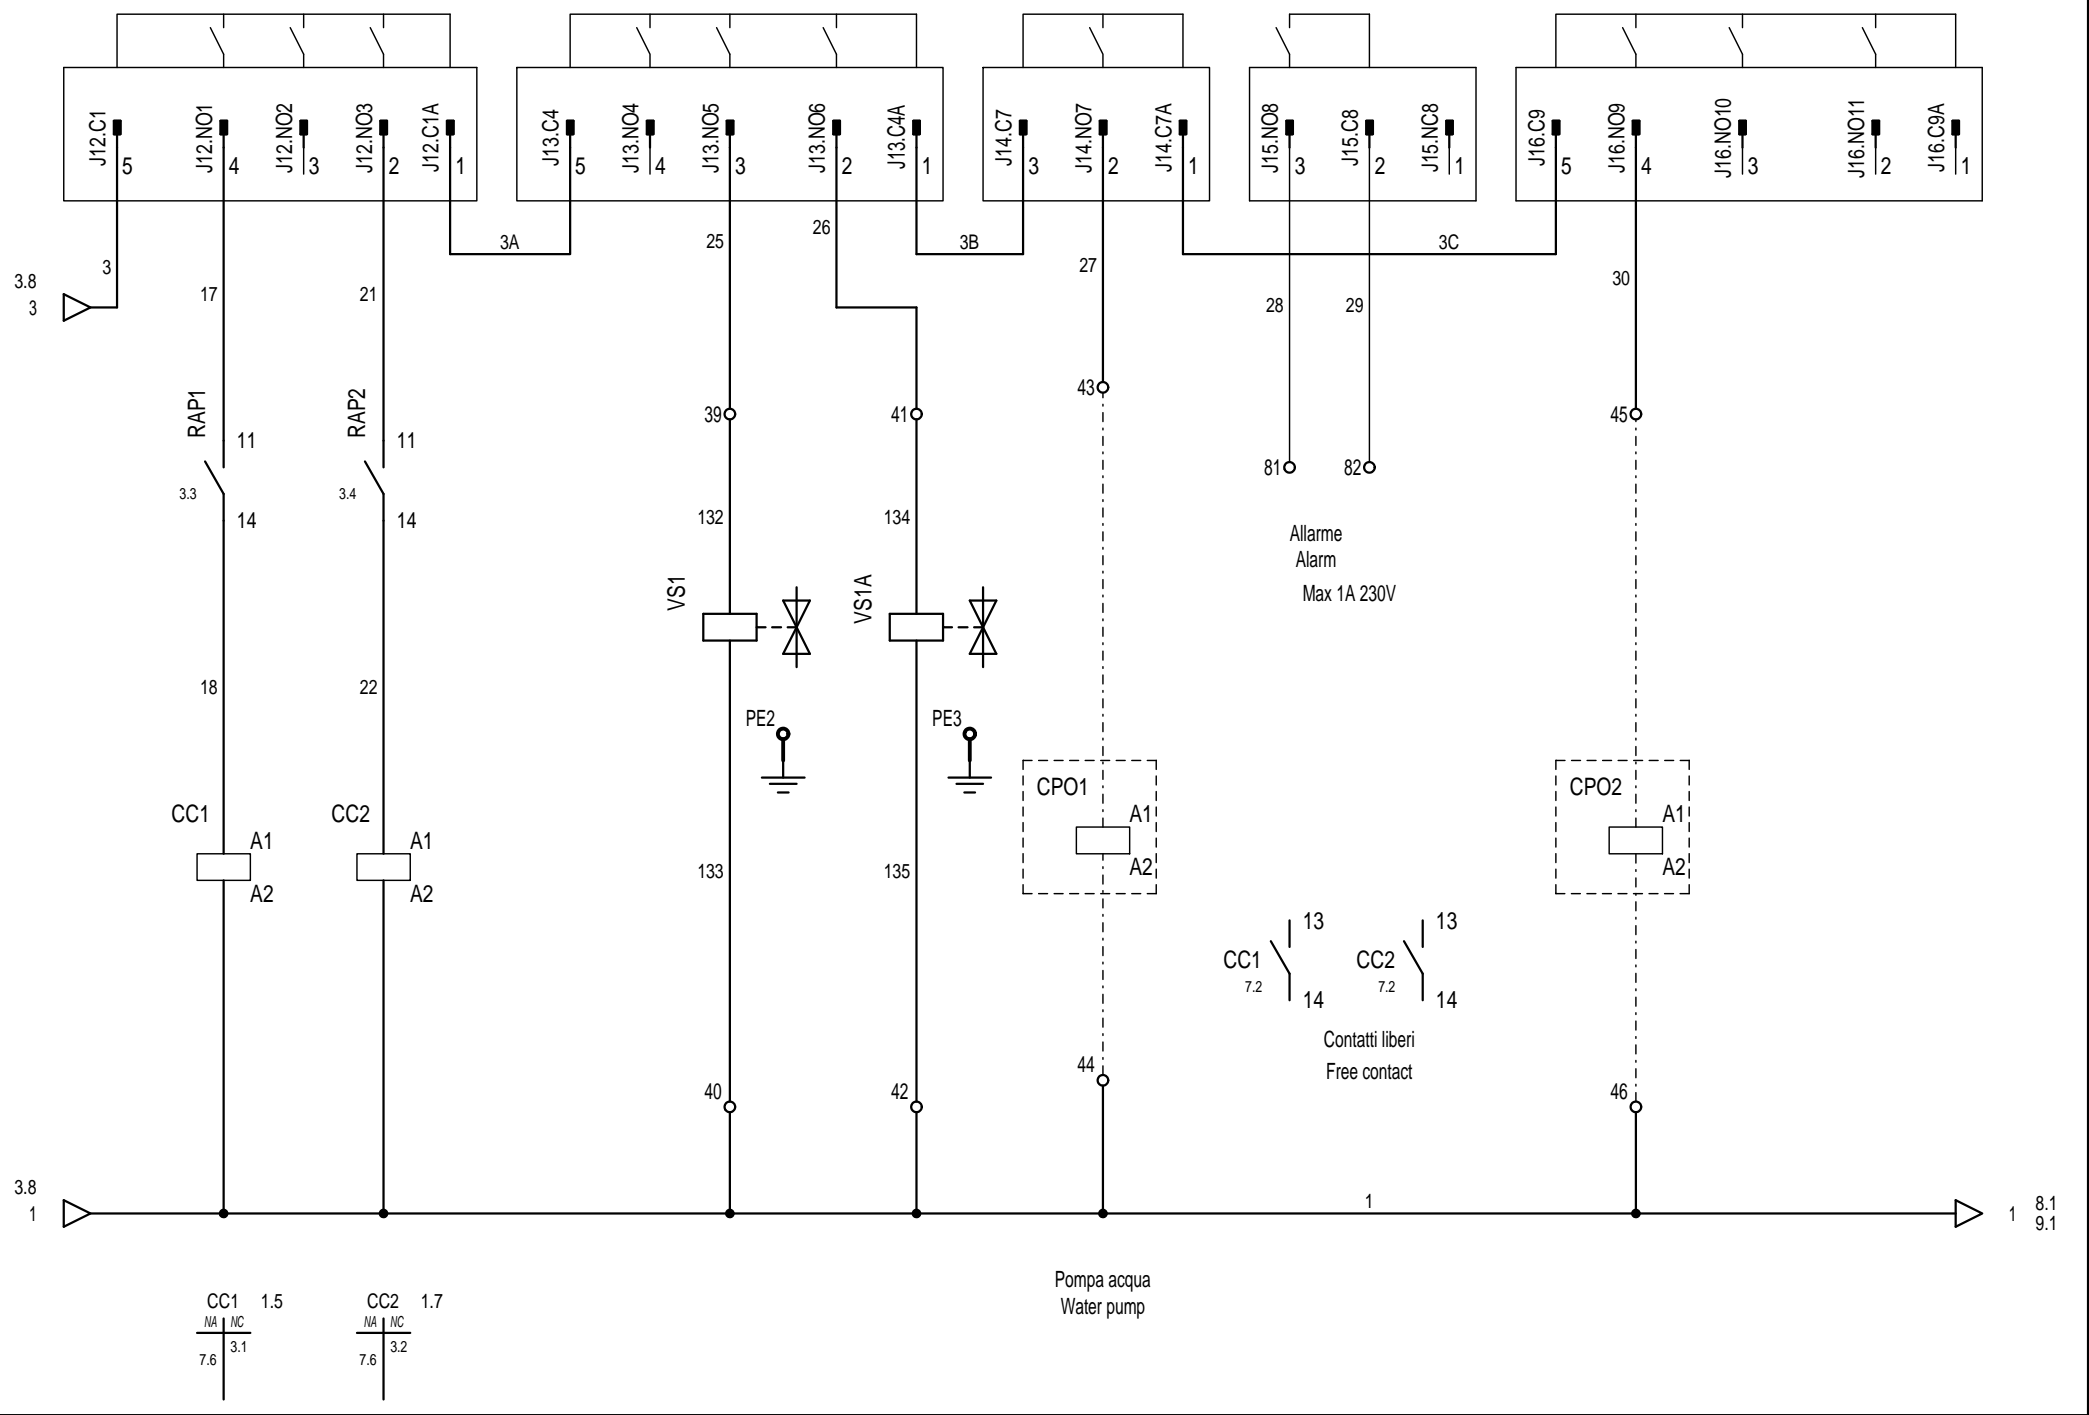 J12.C1
5
J12.NO1
4
J12.NO2
3
J12.NO3
2
J12.C1A
1
J13.C4
5
J13.NO4
4
J13.NO5
3
J13.NO6
2
J13.C4A
1
J14.C7
3
J14.NO7
2
J14.C7A
1
J15.NO8
3
J15.C8
2
J15.NC8
1
J16.C9
5
J16.NO9
4
J16.NO10
3
J16.NO11
2
J16.C9A
1
3A
25
26
3B
3C
3.8
3
3
17
21
27
30
28
29
RAP1
11
3.3
14
RAP2
11
3.4
14
39
41
43
45
81
82
132
134
Allarme
Alarm
Max 1A 230V
VS1
VS1A
18
22
PE2
PE3
CC1
A1
A2
CC2
A1
A2
133
135
CPO1
A1
A2
CPO2
A1
A2
CC1
7.2
13
14
CC2
7.2
13
14
Contatti liberi
Free contact
40
42
44
46
3.8
1
1
1
8.1
9.1
Pompa acqua
Water pump
CC1 1.5
NA NC
3.1
7.6
CC2 1.7
NA NC
3.2
7.6